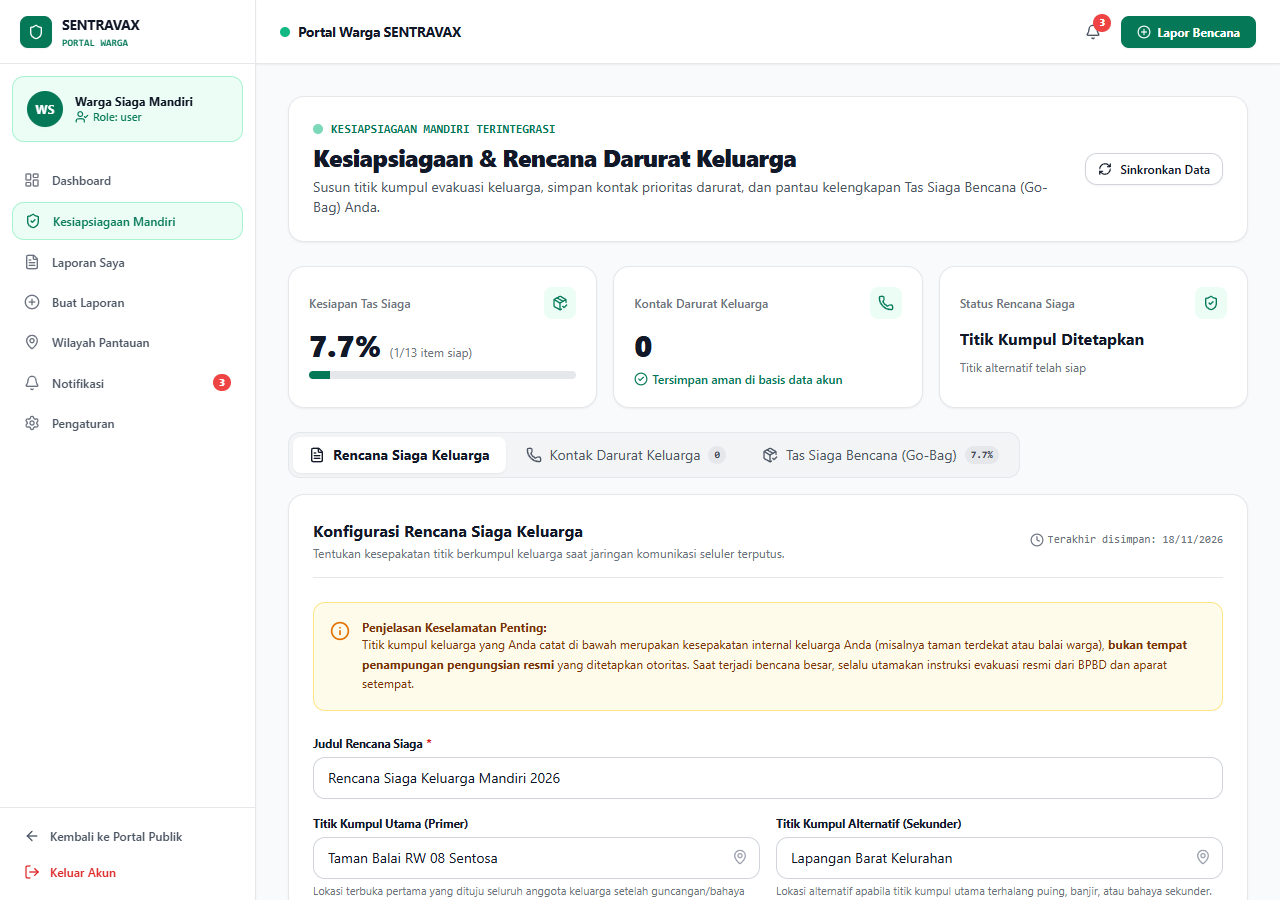 SENTRAVAX
PORTAL WARGA
Portal Warga SENTRAVAX
3
Lapor Bencana
WS
Warga Siaga Mandiri
Role: user
Dashboard
Kesiapsiagaan Mandiri
Laporan Saya
Buat Laporan
Wilayah Pantauan
Notifikasi
3
Pengaturan
Kembali ke Portal Publik
Keluar Akun
KESIAPSIAGAAN MANDIRI TERINTEGRASI
Kesiapsiagaan & Rencana Darurat Keluarga
Susun titik kumpul evakuasi keluarga, simpan kontak prioritas darurat, dan pantau kelengkapan Tas Siaga Bencana (Go-
Bag) Anda.
Sinkronkan Data
Kesiapan Tas Siaga
7.7% (1/13 item siap)
Kontak Darurat Keluarga
0
Tersimpan aman di basis data akun
Status Rencana Siaga
Titik Kumpul Ditetapkan
Titik alternatif telah siap
Rencana Siaga Keluarga
Kontak Darurat Keluarga 0
Tas Siaga Bencana (Go-Bag) 7.7%
Konfigurasi Rencana Siaga Keluarga
Tentukan kesepakatan titik berkumpul keluarga saat jaringan komunikasi seluler terputus.
Terakhir disimpan: 18/11/2026
Penjelasan Keselamatan Penting:
Titik kumpul keluarga yang Anda catat di bawah merupakan kesepakatan internal keluarga Anda (misalnya taman terdekat atau balai warga), bukan tempat
penampungan pengungsian resmi yang ditetapkan otoritas. Saat terjadi bencana besar, selalu utamakan instruksi evakuasi resmi dari BPBD dan aparat
setempat.
Judul Rencana Siaga *
Rencana Siaga Keluarga Mandiri 2026
Titik Kumpul Utama (Primer)
Taman Balai RW 08 Sentosa
Lokasi terbuka pertama yang dituju seluruh anggota keluarga setelah guncangan/bahaya
Titik Kumpul Alternatif (Sekunder)
Lapangan Barat Kelurahan
Lokasi alternatif apabila titik kumpul utama terhalang puing, banjir, atau bahaya sekunder.